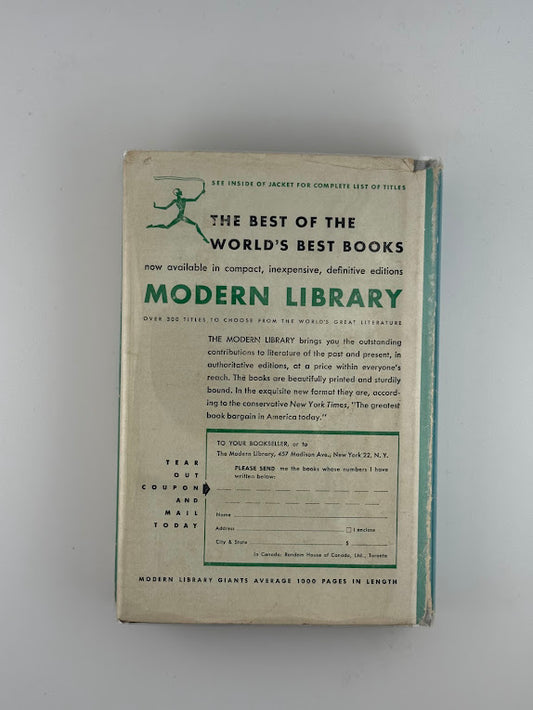 SEE INSIDE OF JACKET FOR COMPLETE LIST OF TITLES
THE BEST OF THE
WORLD'S BEST BOOKS
now available in compact, inexpensive, definitive editions
MODERN LIBRARY
OVER 300 TITLES TO CHOOSE FROM THE WORLD'S GREAT LITERATURE
THE MODERN LIBRARY brings you the outstanding
contributions to literature of the past and present, in
authoritative editions, at a price within everyone's
reach. The books are beautifully printed and sturdily
bound. In the exquisite new format they are, accord-
ing to the conservative New York Times, "The greatest
book bargain in America today."
TEAR
OUT
COUPON
AND
MAIL
TODAY
TO YOUR BOOKSELLER, or to
The Modern Library, 457 Madison Ave., New York 22, N. Y.
PLEASE SEND me the books whose numbers I have
written below:
Name
Address I enclose
City & State $
In Canada: Random House of Canada, Ltd., Toronto
MODERN LIBRARY GIANTS AVERAGE 1000 PAGES IN LENGTH